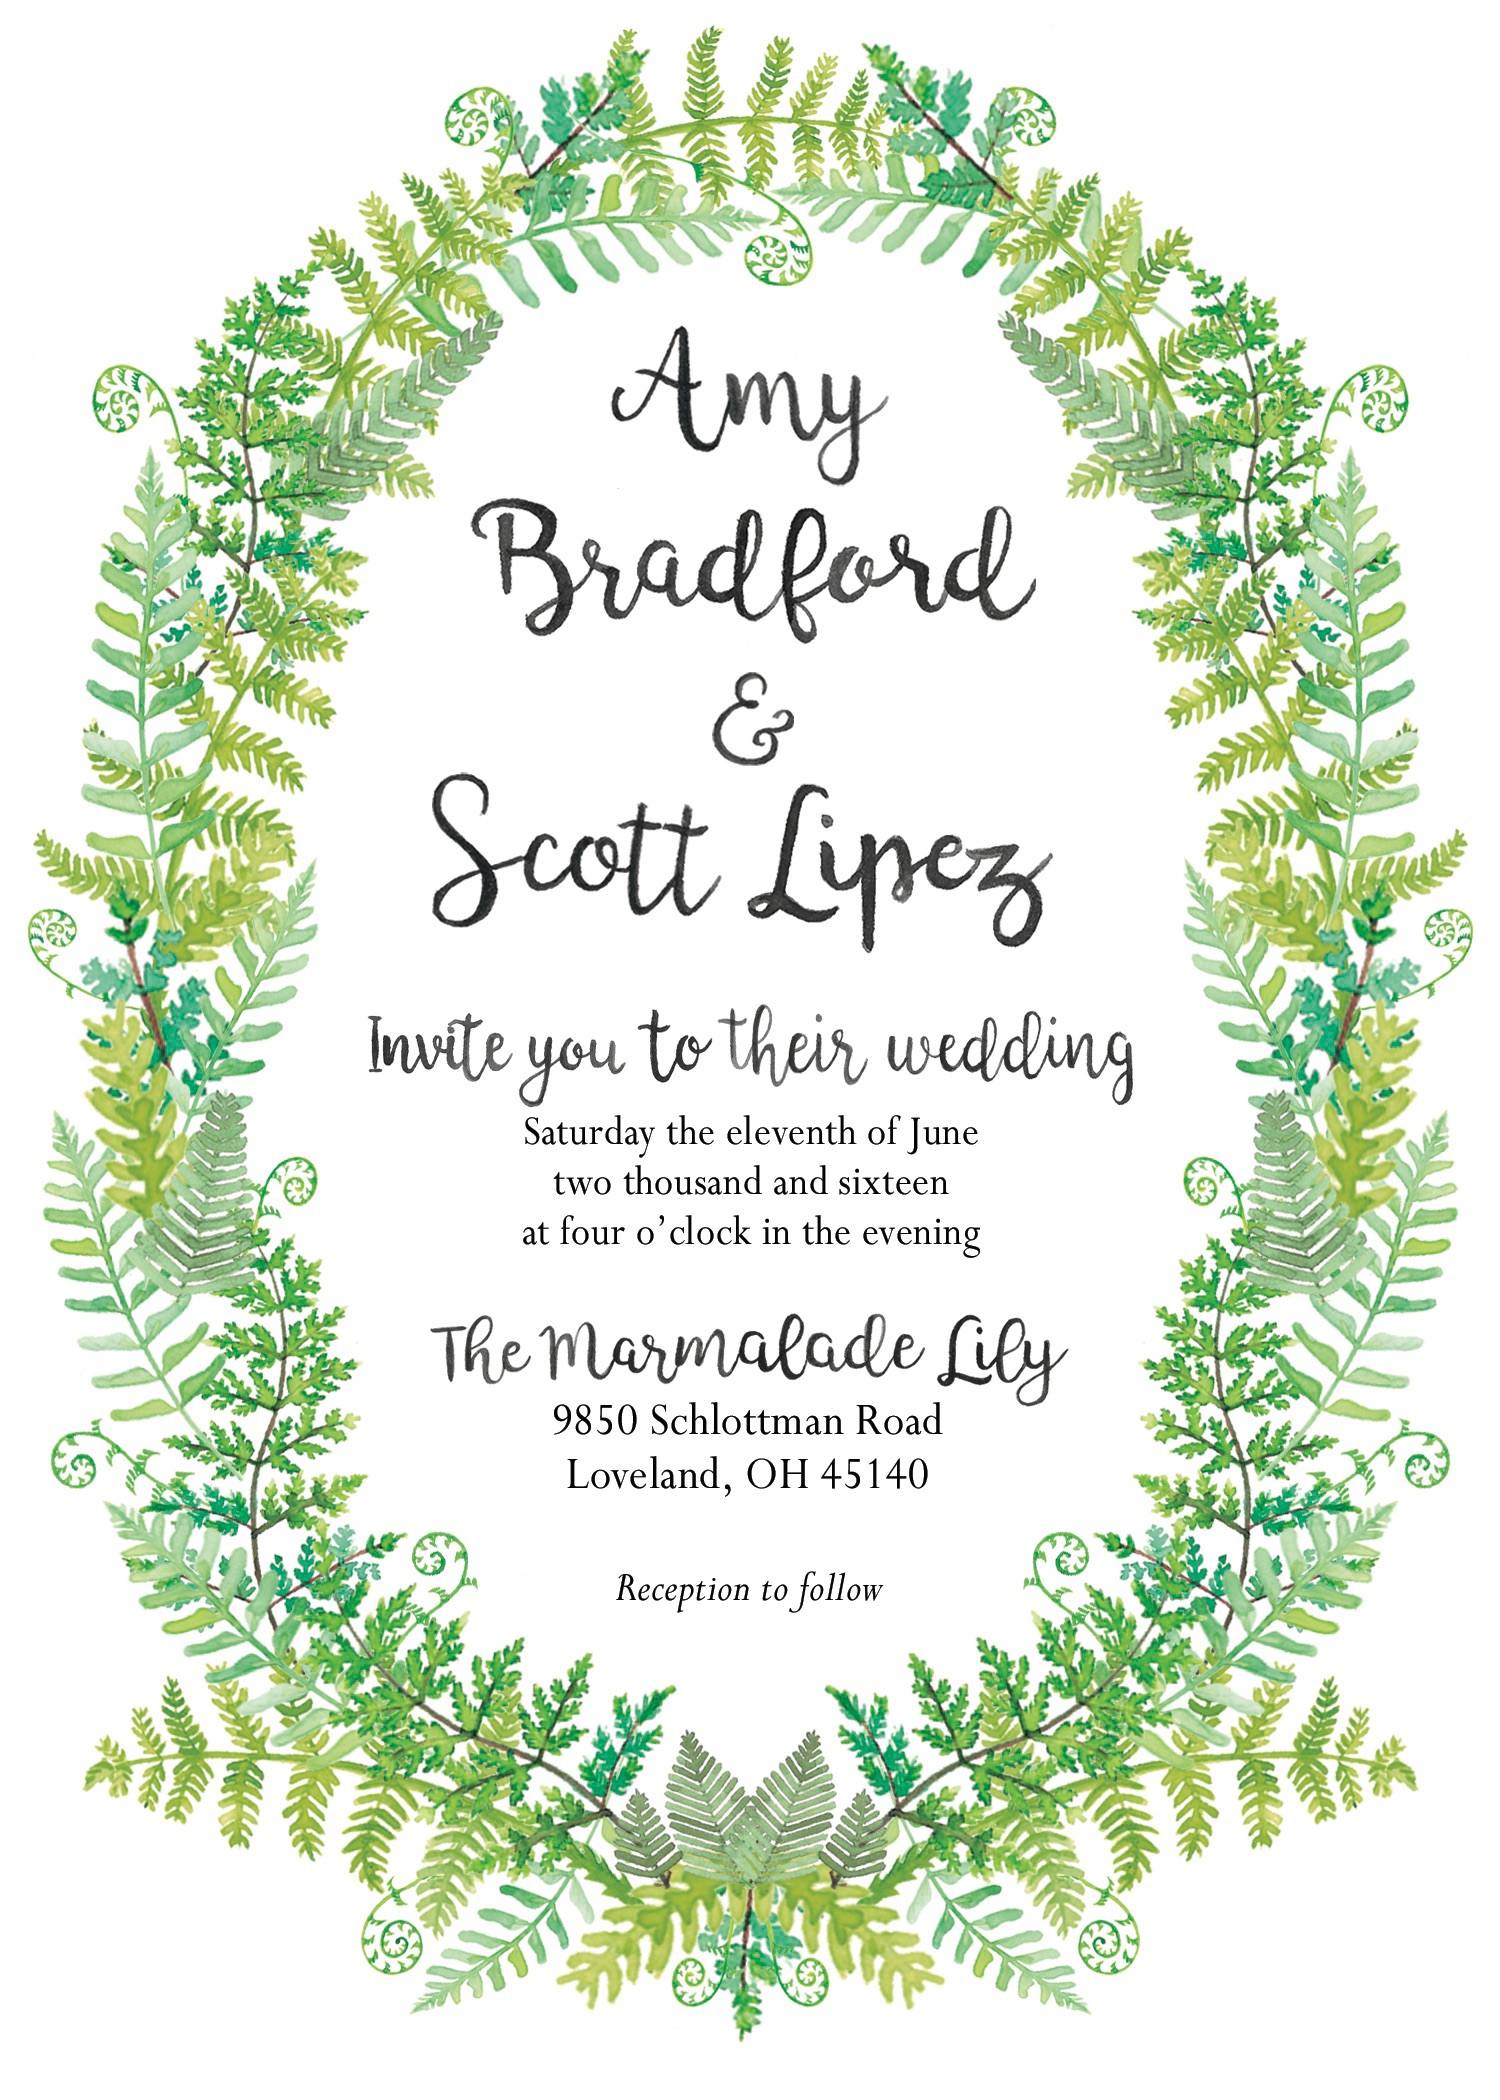 Amy
Bradford
&
Scott Lipez
Invite you to their wedding
Saturday the eleventh of June
two thousand and sixteen
at four o’clock in the evening
The Marmalade Lily
9850 Schlottman Road
Loveland, OH 45140
Reception to follow